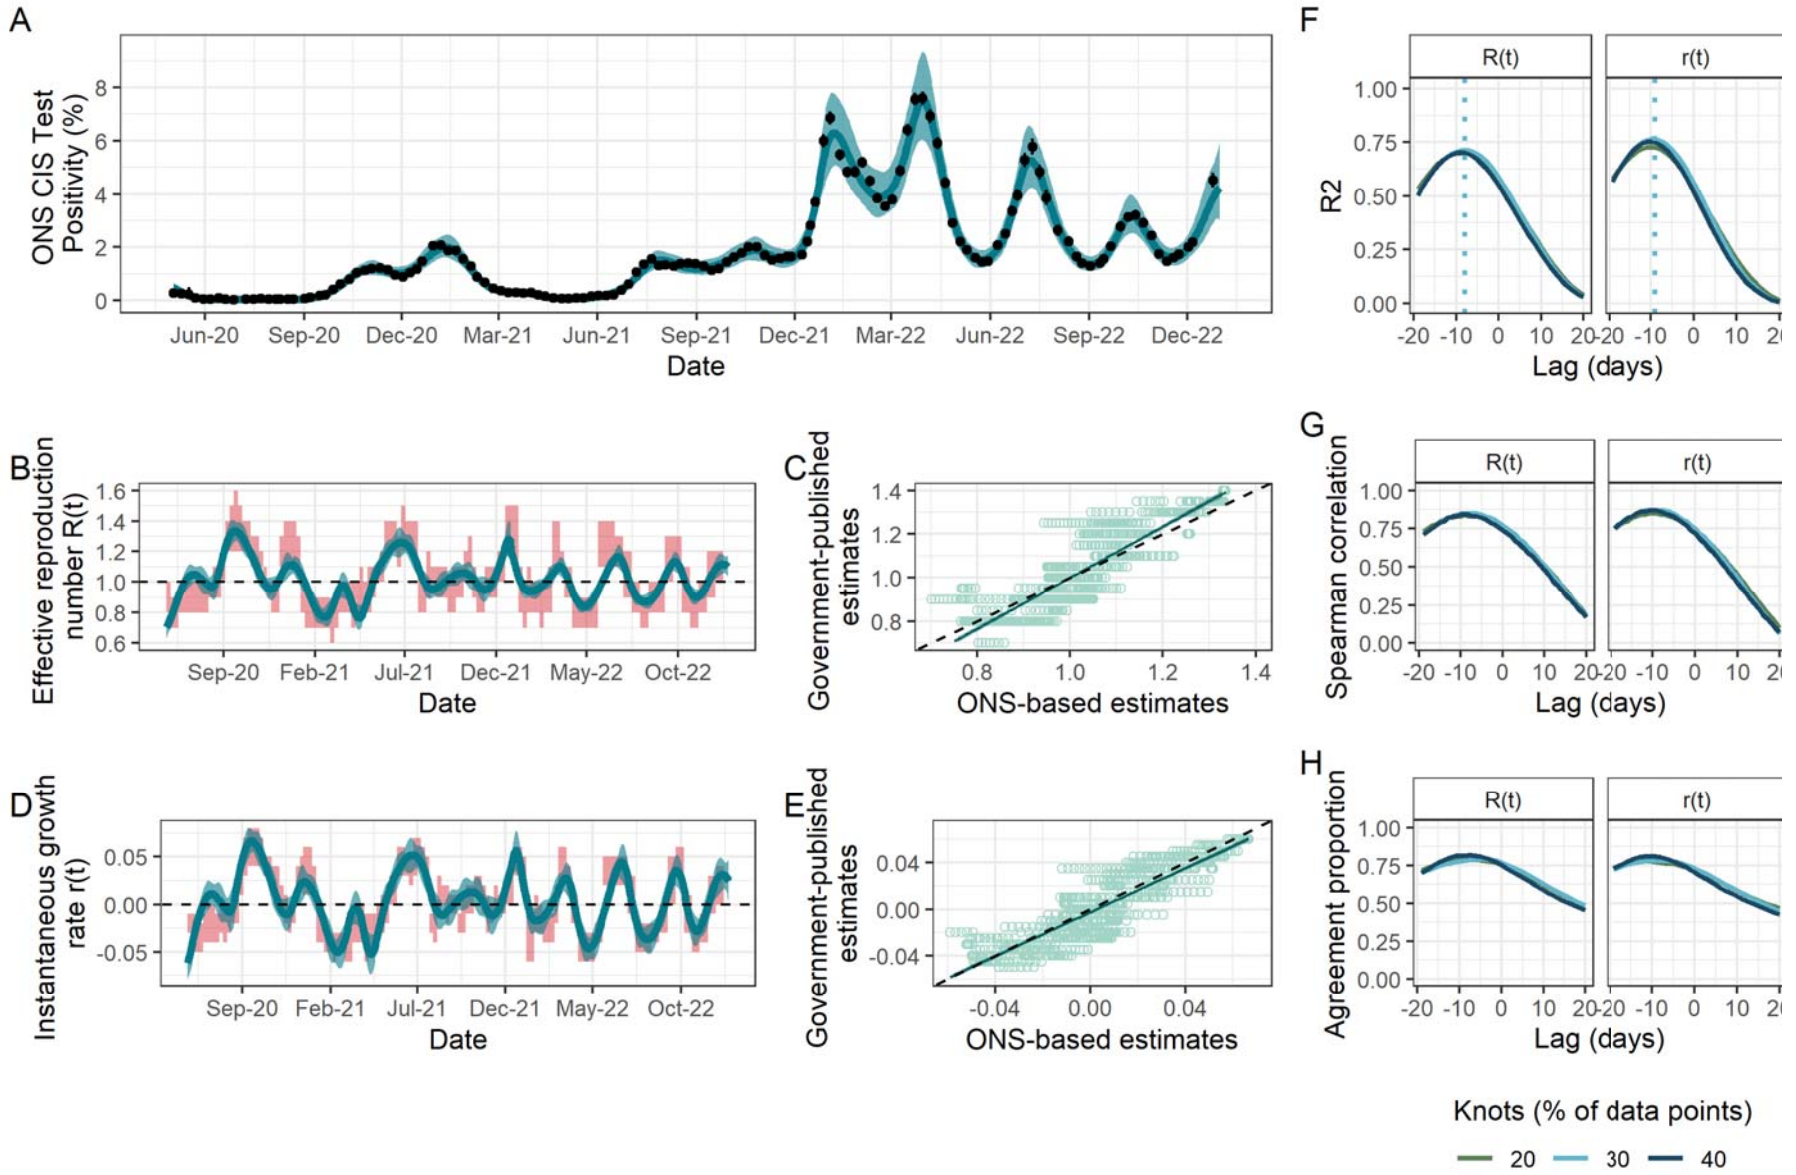 A
ONS CIS Test
Positivity (%)
8
6
4
2
0
Jun-20 Sep-20 Dec-20 Mar-21 Jun-21 Sep-21 Dec-21 Mar-22 Jun-22 Sep-22 Dec-22
Date
F
R(t) r(t)
R2
1.00
0.75
0.50
0.25
0.00
-20 -10 0 10 20 -20 -10 0 10 20
Lag (days)
B
Effective reproduction
number R(t)
1.6
1.4
1.2
1.0
0.8
0.6
Sep-20 Feb-21 Jul-21 Dec-21 May-22 Oct-22
Date
C
Government-published
estimates
1.4
1.2
1.0
0.8
0.8 1.0 1.2 1.4
ONS-based estimates
G
R(t) r(t)
Spearman correlation
1.00
0.75
0.50
0.25
0.00
-20 -10 0 10 20 -20 -10 0 10 20
Lag (days)
D
Instantaneous growth
rate r(t)
0.05
0.00
-0.05
Sep-20 Feb-21 Jul-21 Dec-21 May-22 Oct-22
Date
E
Government-published
estimates
0.04
0.00
-0.04
-0.04 0.00 0.04
ONS-based estimates
H
R(t) r(t)
Agreement proportion
1.00
0.75
0.50
0.25
0.00
-20 -10 0 10 20 -20 -10 0 10 20
Lag (days)
Knots (% of data points)
20 30 40